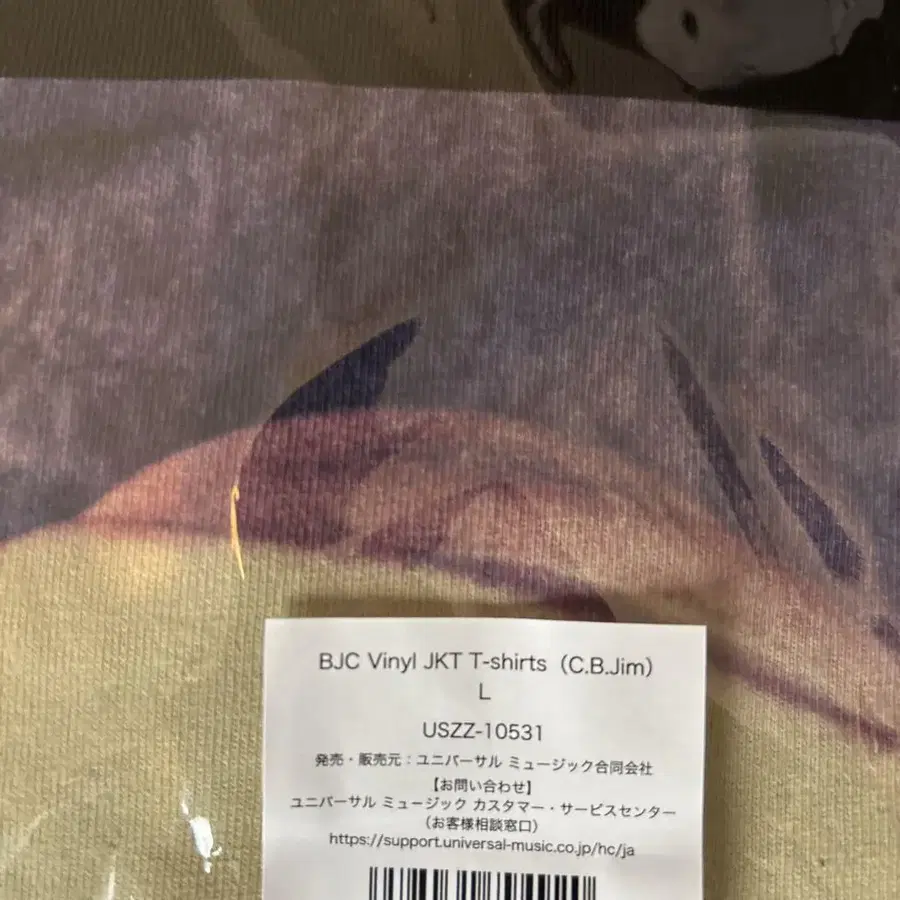 BJC Vinyl JKT T-shirts（C.B.Jim）
L
USZZ-10531
発売・販売元：ユニバーサル ミュージック合同会社
【お問い合わせ】
ユニバーサル ミュージック カスタマー・サービスセンター
（お客様相談窓口）
https://support.universal-music.co.jp/hc/ja